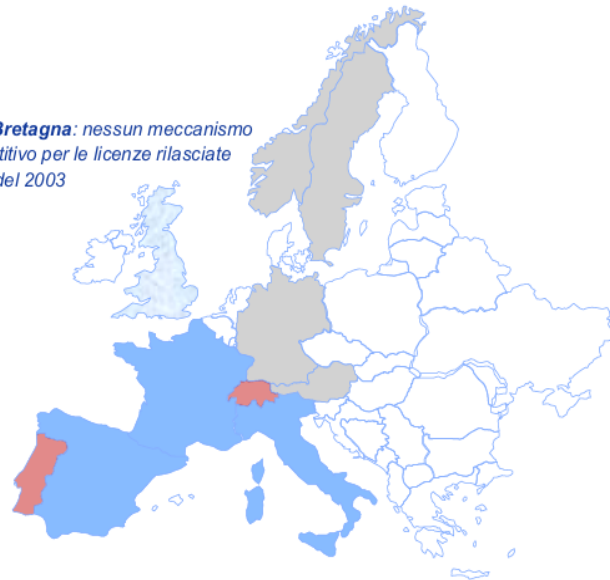 Bretagna: nessun meccanismo
titivo per le licenze rilasciate
del 2003